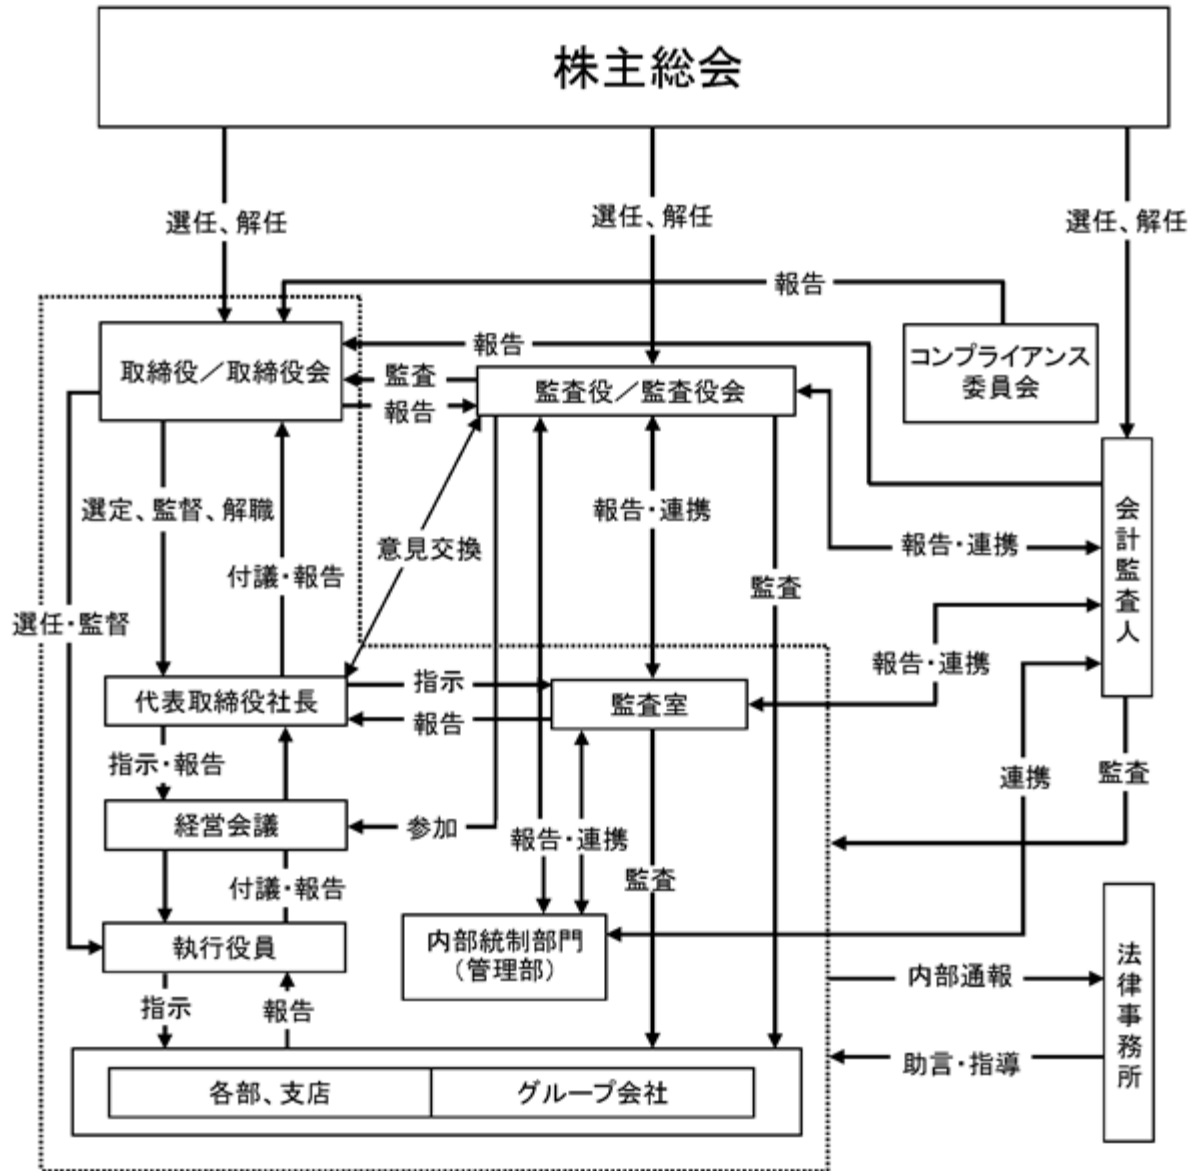 株主総会
選任、解任
選任、解任
選任、解任
報告
コンプライアンス
委員会
取締役／取締役会
報告
監査
報告
監査役／監査役会
会計監査人
選定、監督、解職
付議・報告
意見交換
報告・連携
監査
報告・連携
選任・監督
報告・連携
代表取締役社長
指示
報告
監査室
指示・報告
連携
監査
経営会議
参加
報告・連携
付議・報告
監査
執行役員
内部統制部門
（管理部）
法律事務所
内部通報
指示
報告
助言・指導
各部、支店
グループ会社